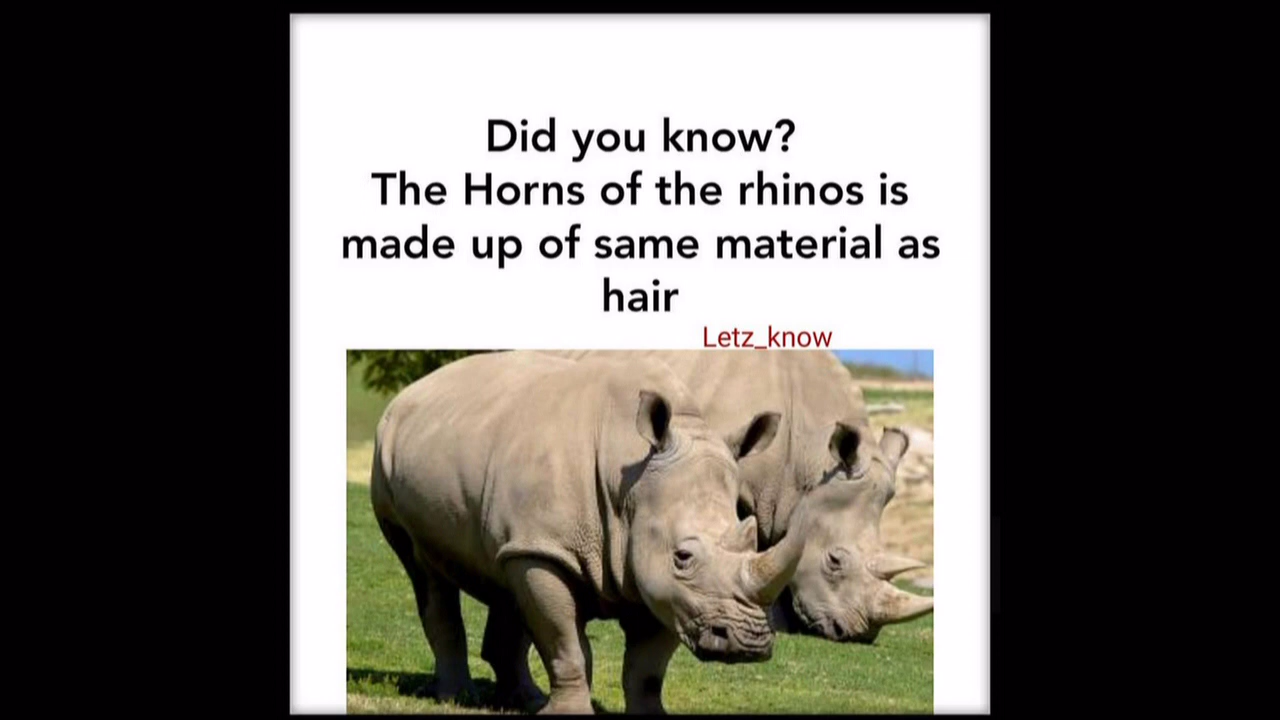 Did you know?
The Horns of the rhinos is
made up of same material as
hair
Letz_know